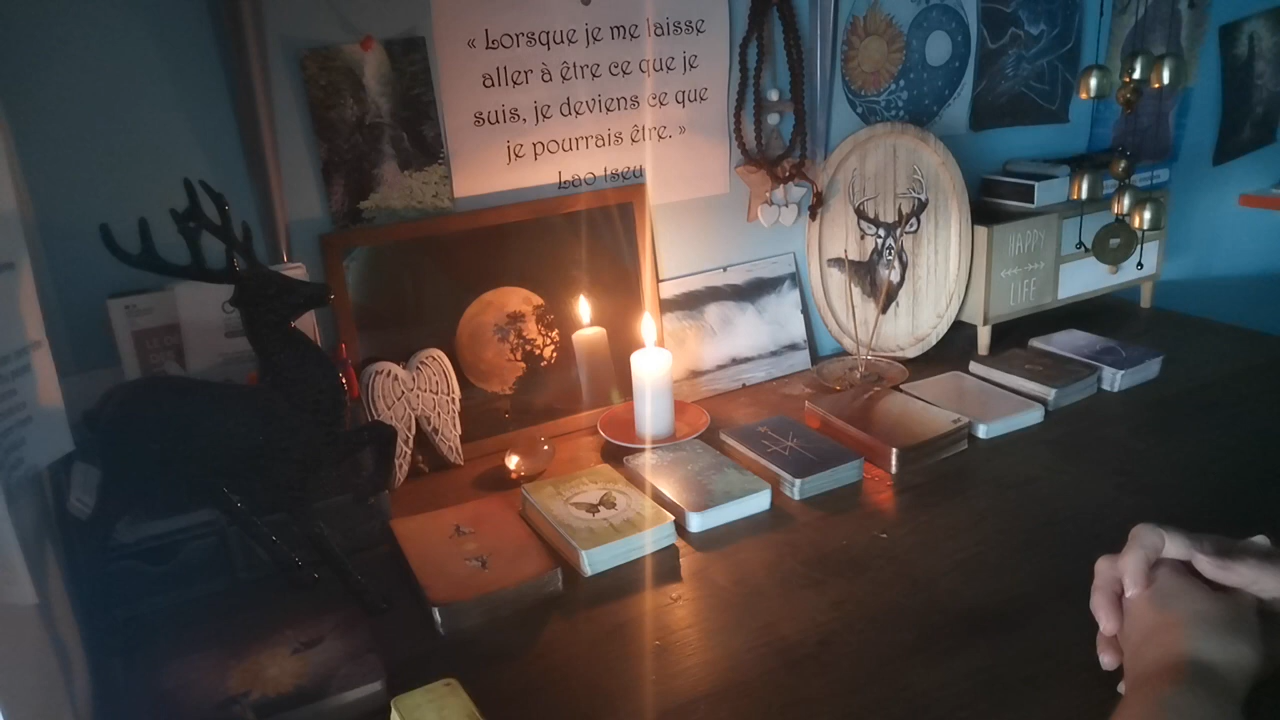 « Lorsque je me laisse
aller à être ce que je
suis, je deviens ce que
je pourrais être. »
Lao tseu
HAPPY
LIFE